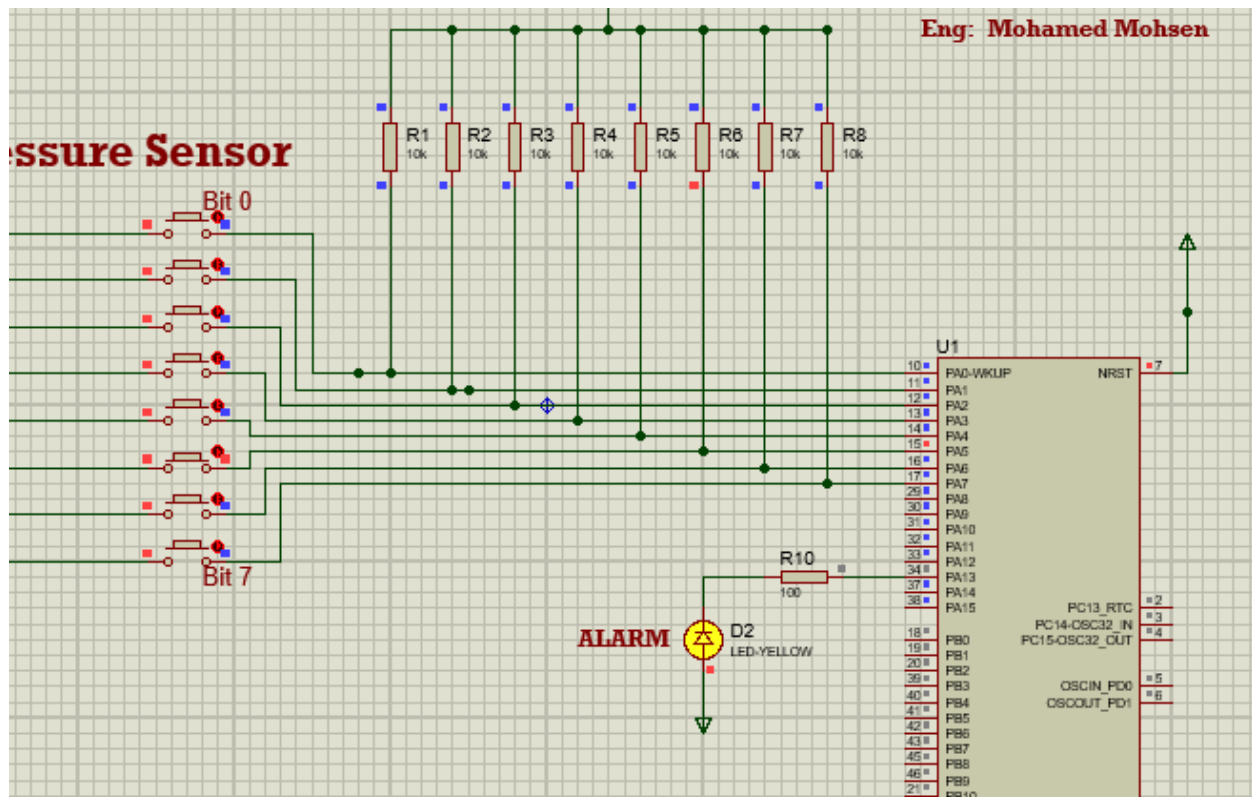 Eng: Mohamed Mohsen
R1 R2 R3 R4 R5 R6 R7 R8
10k 10k 10k 10k 10k 10k 10k 10k
essure Sensor
Bit 0
Bit 7
U1
10 PA0-WKUP NRST 7
11 PA1
12 PA2
13 PA3
14 PA4
15 PA5
16 PA6
17 PA7
29 PA8
30 PA9
31 PA10
32 PA11
33 PA12
34 PA13
37 PA14
38 PA15
PC13_RTC 2
PC14-OSC32_IN 3
PC15-OSC32_OUT 4
OSCIN_PD0 5
OSCOUT_PD1 6
18 PB0
19 PB1
20 PB2
39 PB3
40 PB4
41 PB5
42 PB6
43 PB7
45 PB8
46 PB9
21 PB10
R10
100
ALARM
D2
LED-YELLOW